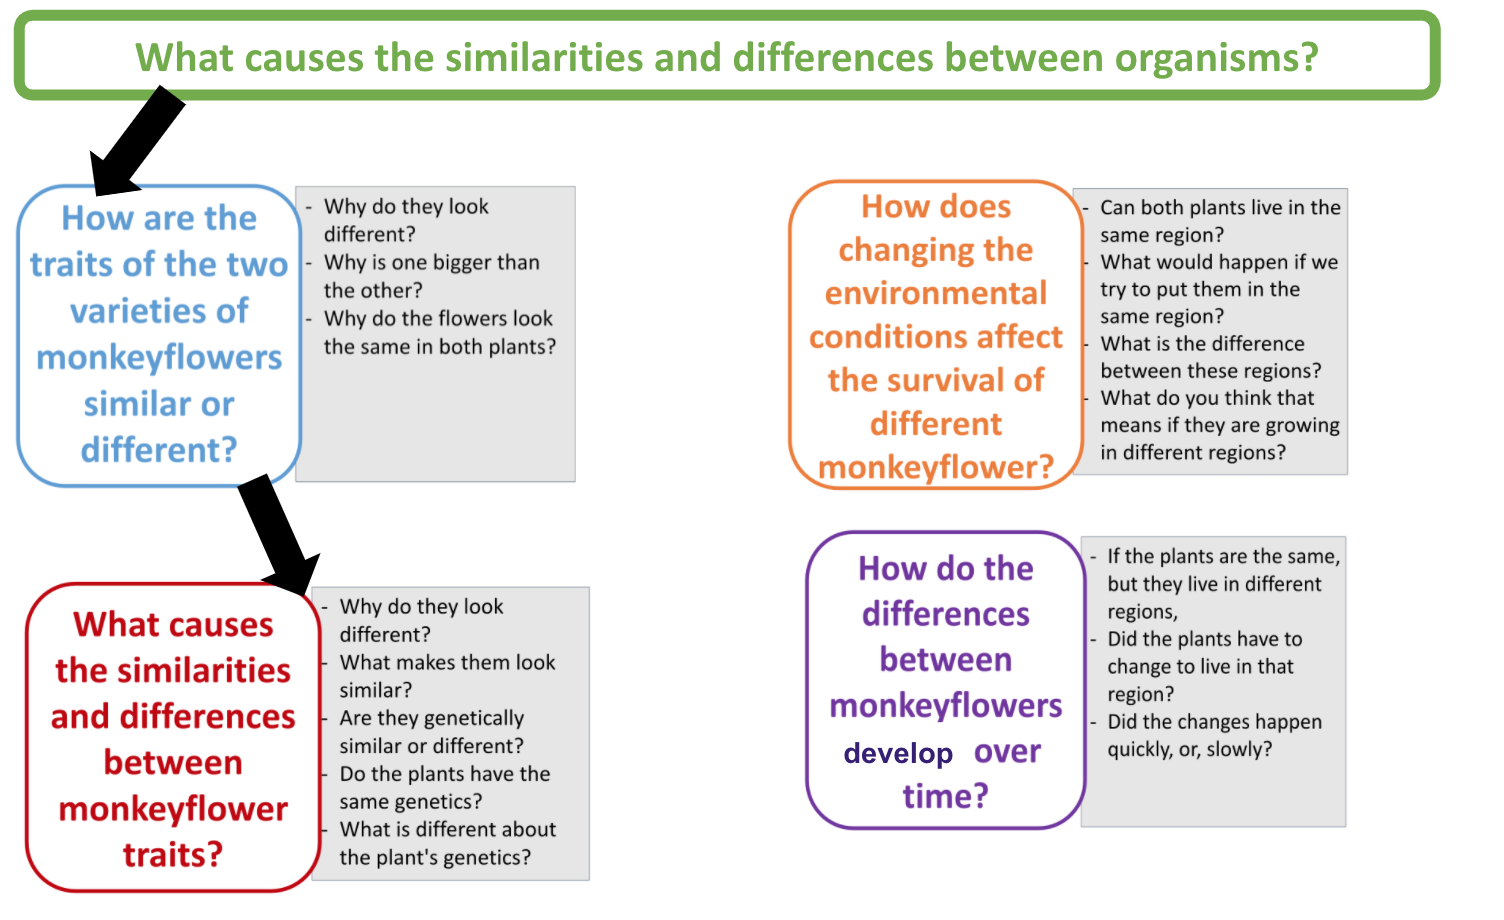 What causes the similarities and differences between organisms?
How are the
traits of the two
varieties of
monkeyflowers
similar or
different?
- Why do they look
different?
- Why is one bigger than
the other?
- Why do the flowers look
the same in both plants?
What causes
the similarities
and differences
between
monkeyflower
traits?
- Why do they look
different?
- What makes them look
similar?
- Are they genetically
similar or different?
- Do the plants have the
same genetics?
- What is different about
the plant's genetics?
How does
changing the
environmental
conditions affect
the survival of
different
monkeyflower?
- Can both plants live in the
same region?
- What would happen if we
try to put them in the
same region?
- What is the difference
between these regions?
- What do you think that
means if they are growing
in different regions?
How do the
differences
between
monkeyflowers
develop over
time?
- If the plants are the same,
but they live in different
regions,
- Did the plants have to
change to live in that
region?
- Did the changes happen
quickly, or, slowly?